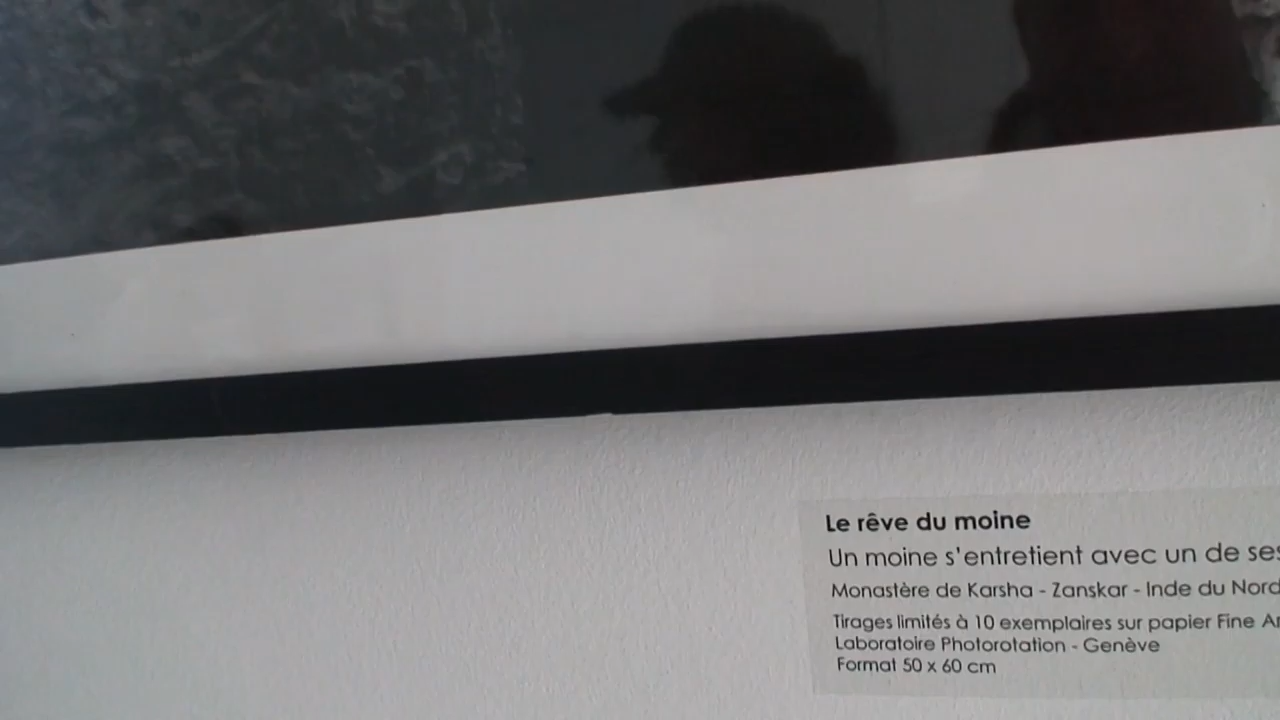 Le rêve du moine
Un moine s'entretient avec un de ses
Monastère de Karsha - Zanskar - Inde du Nord
Tirages limités à 10 exemplaires sur papier Fine
Laboratoire Photorotation - Genève
Format 50 x 60 cm